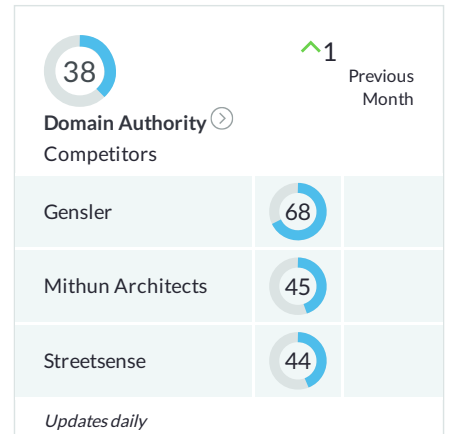 38
1
Previous
Month
Domain Authority
Competitors
Gensler 68
Mithun Architects 45
Streetsense 44
Updates daily